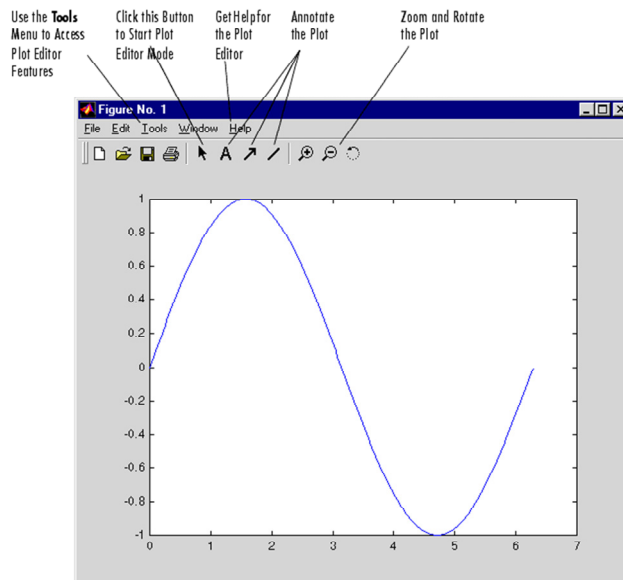 Use the Tools
Menu to Access
Plot Editor
Features
Click this Button
to Start Plot
Editor Mode
Get Help for
the Plot
Editor
Annotate
the Plot
Zoom and Rotate
the Plot
Figure No. 1
File Edit Tools Window Help
A
1
0.8
0.6
0.4
0.2
0
-0.2
-0.4
-0.6
-0.8
-1
0 1 2 3 4 5 6 7